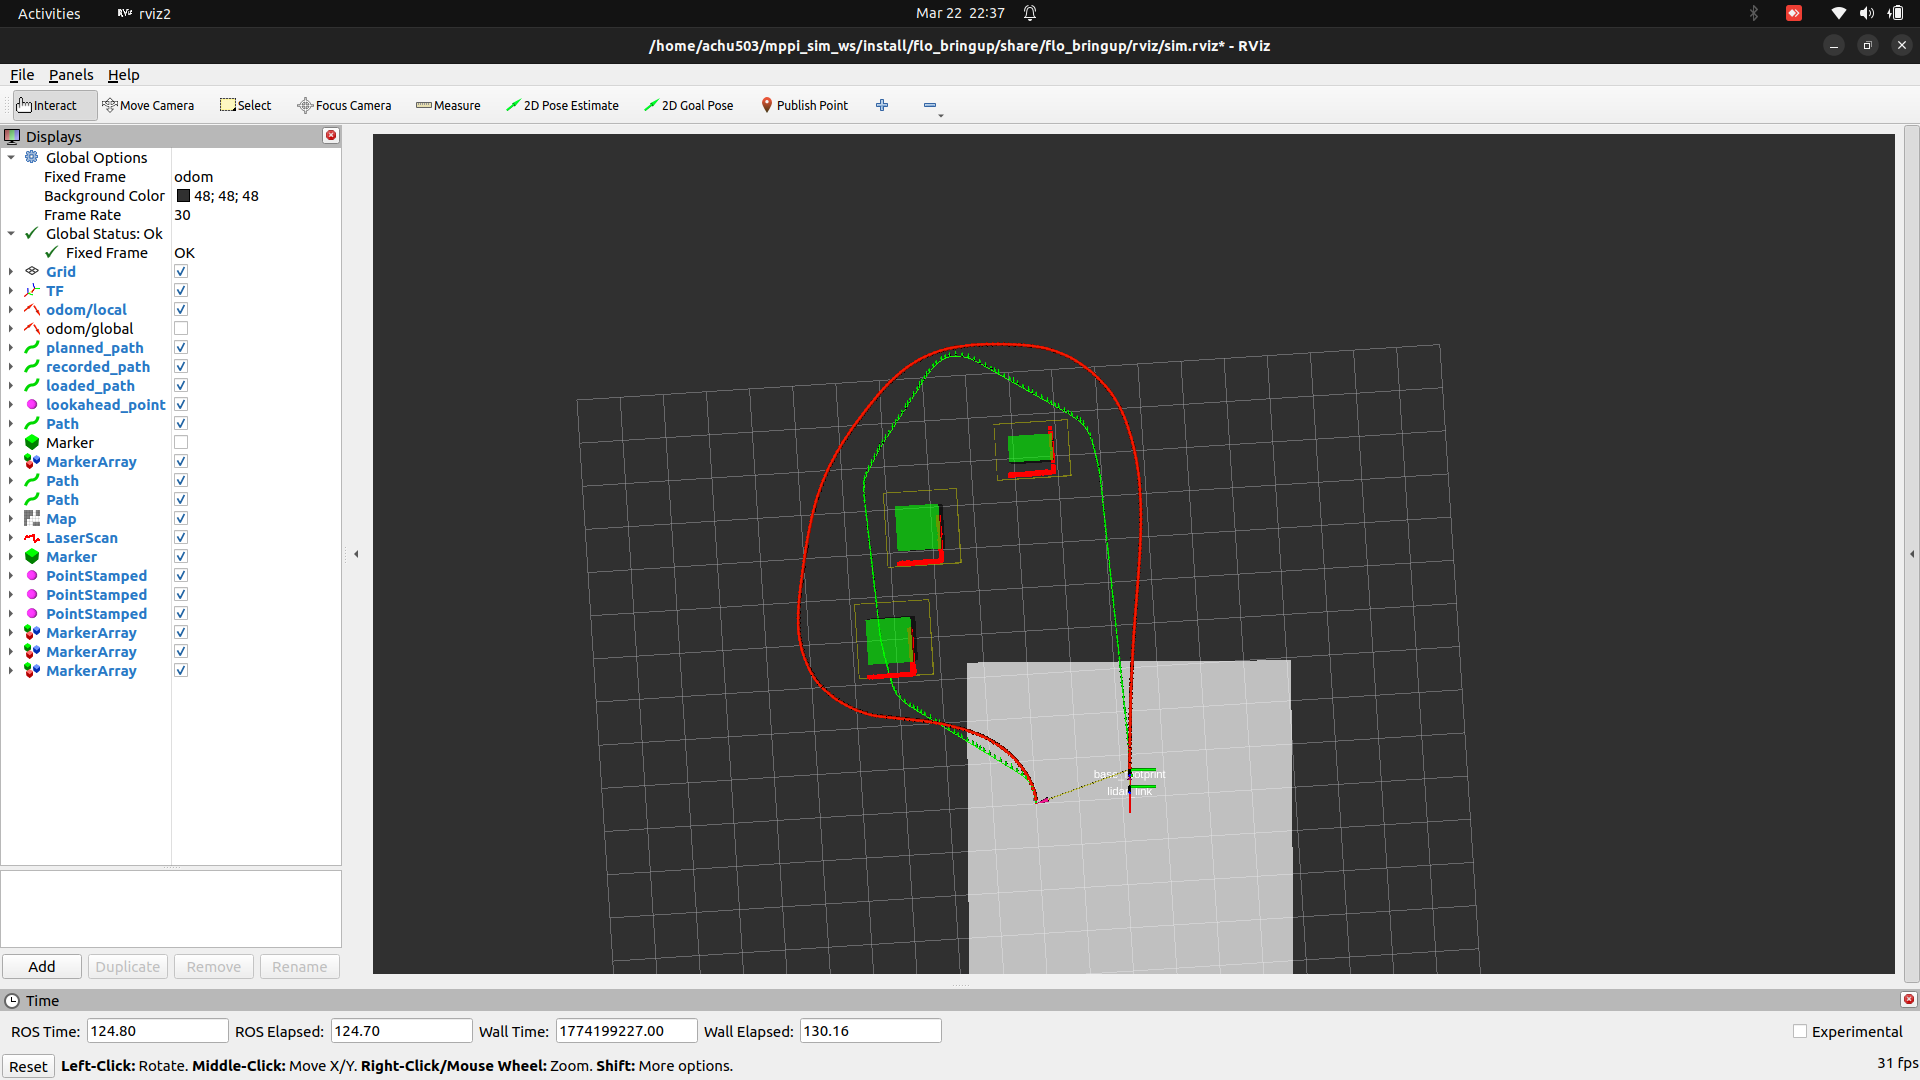 Activities rviz2 Mar 22 22:37
/home/achu503/mppi_sim_ws/install/flo_bringup/share/flo_bringup/rviz/sim.rviz* - RViz
File Panels Help
Interact Move Camera Select Focus Camera Measure 2D Pose Estimate 2D Goal Pose Publish Point
Displays
Global Options
Fixed Frame odom
Background Color 48; 48; 48
Frame Rate 30
Global Status: Ok
Fixed Frame OK
Grid
TF
odom/local
odom/global
planned_path
recorded_path
loaded_path
lookahead_point
Path
Marker
MarkerArray
Path
Path
Map
LaserScan
Marker
PointStamped
PointStamped
PointStamped
MarkerArray
MarkerArray
MarkerArray
base_footprint
lidar_link
Add Duplicate Remove Rename
Time
ROS Time: 124.80 ROS Elapsed: 124.70 Wall Time: 1774199227.00 Wall Elapsed: 130.16 Experimental
Reset Left-Click: Rotate. Middle-Click: Move X/Y. Right-Click/Mouse Wheel: Zoom. Shift: More options. 31 fps